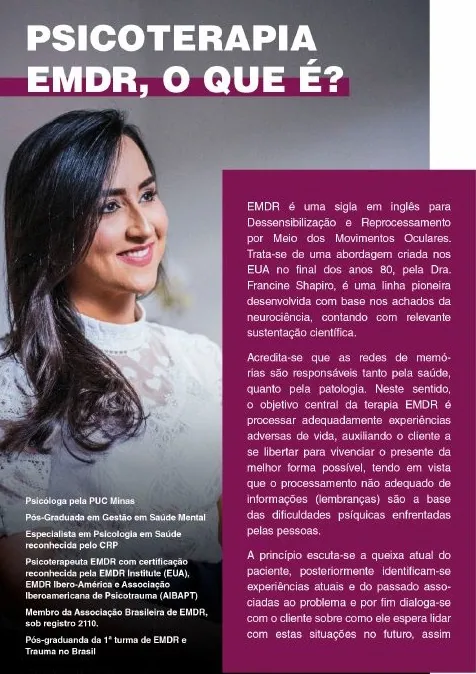 PSICOTERAPIA
EMDR, O QUE É?
EMDR é uma sigla em inglês para
Dessensibilização e Reprocessamento
por Meio dos Movimentos Oculares.
Trata-se de uma abordagem criada nos
EUA no final dos anos 80, pela Dra.
Francine Shapiro, é uma linha pioneira
desenvolvida com base nos achados da
neurociência, contando com relevante
sustentação científica.
Acredita-se que as redes de memó-
rias são responsáveis tanto pela saúde,
quanto pela patologia. Neste sentido,
o objetivo central da terapia EMDR é
processar adequadamente experiências
adversas de vida, auxiliando o cliente a
se libertar para vivenciar o presente da
melhor forma possível, tendo em vista
que o processamento não adequado de
informações (lembranças) são a base
das dificuldades psíquicas enfrentadas
pelas pessoas.
A princípio escuta-se a queixa atual do
paciente, posteriormente identificam-se
experiências atuais e do passado asso-
ciadas ao problema e por fim dialoga-se
com o cliente sobre como ele espera lidar
com estas situações no futuro, assim
Psicóloga pela PUC Minas
Pós-Graduada em Gestão em Saúde Mental
Especialista em Psicologia em Saúde
reconhecida pelo CRP
Psicoterapeuta EMDR com certificação
reconhecida pela EMDR Institute (EUA),
EMDR Ibero-América e Associação
Iberoamericana de Psicotrauma (AIBAPT)
Membro da Associação Brasileira de EMDR,
sob registro 2110.
Pós-graduanda da 1ª turma de EMDR e
Trauma no Brasil